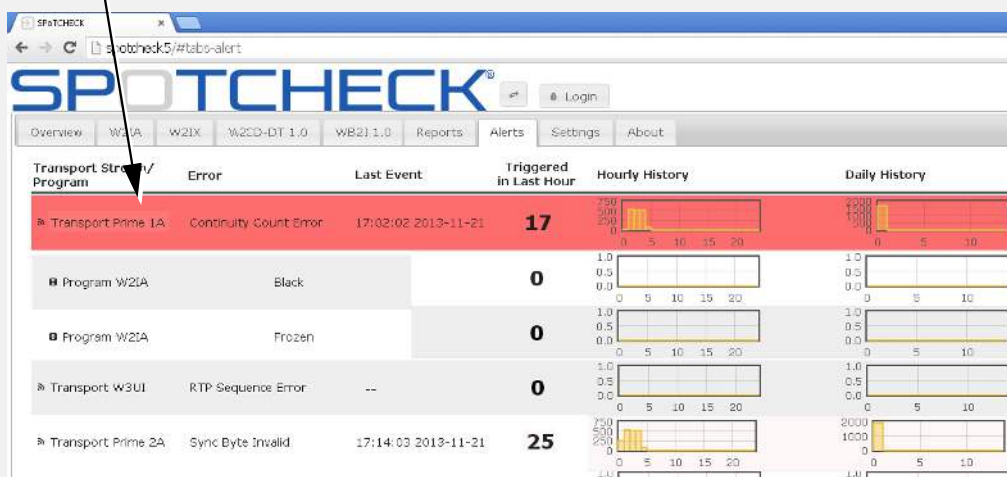 SPOTCHECK
spotcheck5/#tabs-alert
SPOTCHECK®
Login
Overview W2IA W2IX W2CD-DT 1.0 WB2J 1.0 Reports Alerts Settings About
Transport Stream/ Program Error Last Event Triggered in Last Hour Hourly History Daily History
Transport Prime 1A Continuity Count Error 17:02:02 2013-11-21 17
750
500
250
0 5 10 15 20
2000
0 5 10
Program W2IA Black 0
1.0
0.5
0.0
0 5 10 15 20
1.0
0.5
0.0
0 5 10
Program W2IA Frozen 0
1.0
0.5
0.0
0 5 10 15 20
1.0
0.5
0.0
0 5 10
Transport W3UI RTP Sequence Error -- 0
1.0
0.5
0.0
0 5 10 15 20
1.0
0.5
0.0
0 5 10
Transport Prime 2A Sync Byte Invalid 17:14:03 2013-11-21 25
750
500
250
0 5 10 15 20
2000
1000
0
0 5 10
1.0
1.0